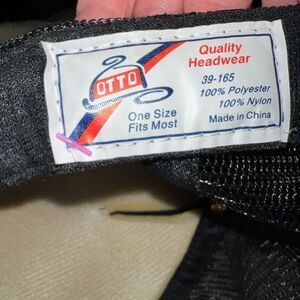 OTTO
One Size
Fits Most
Quality
Headwear
39-165
100% Polyester
100% Nylon
Made in China